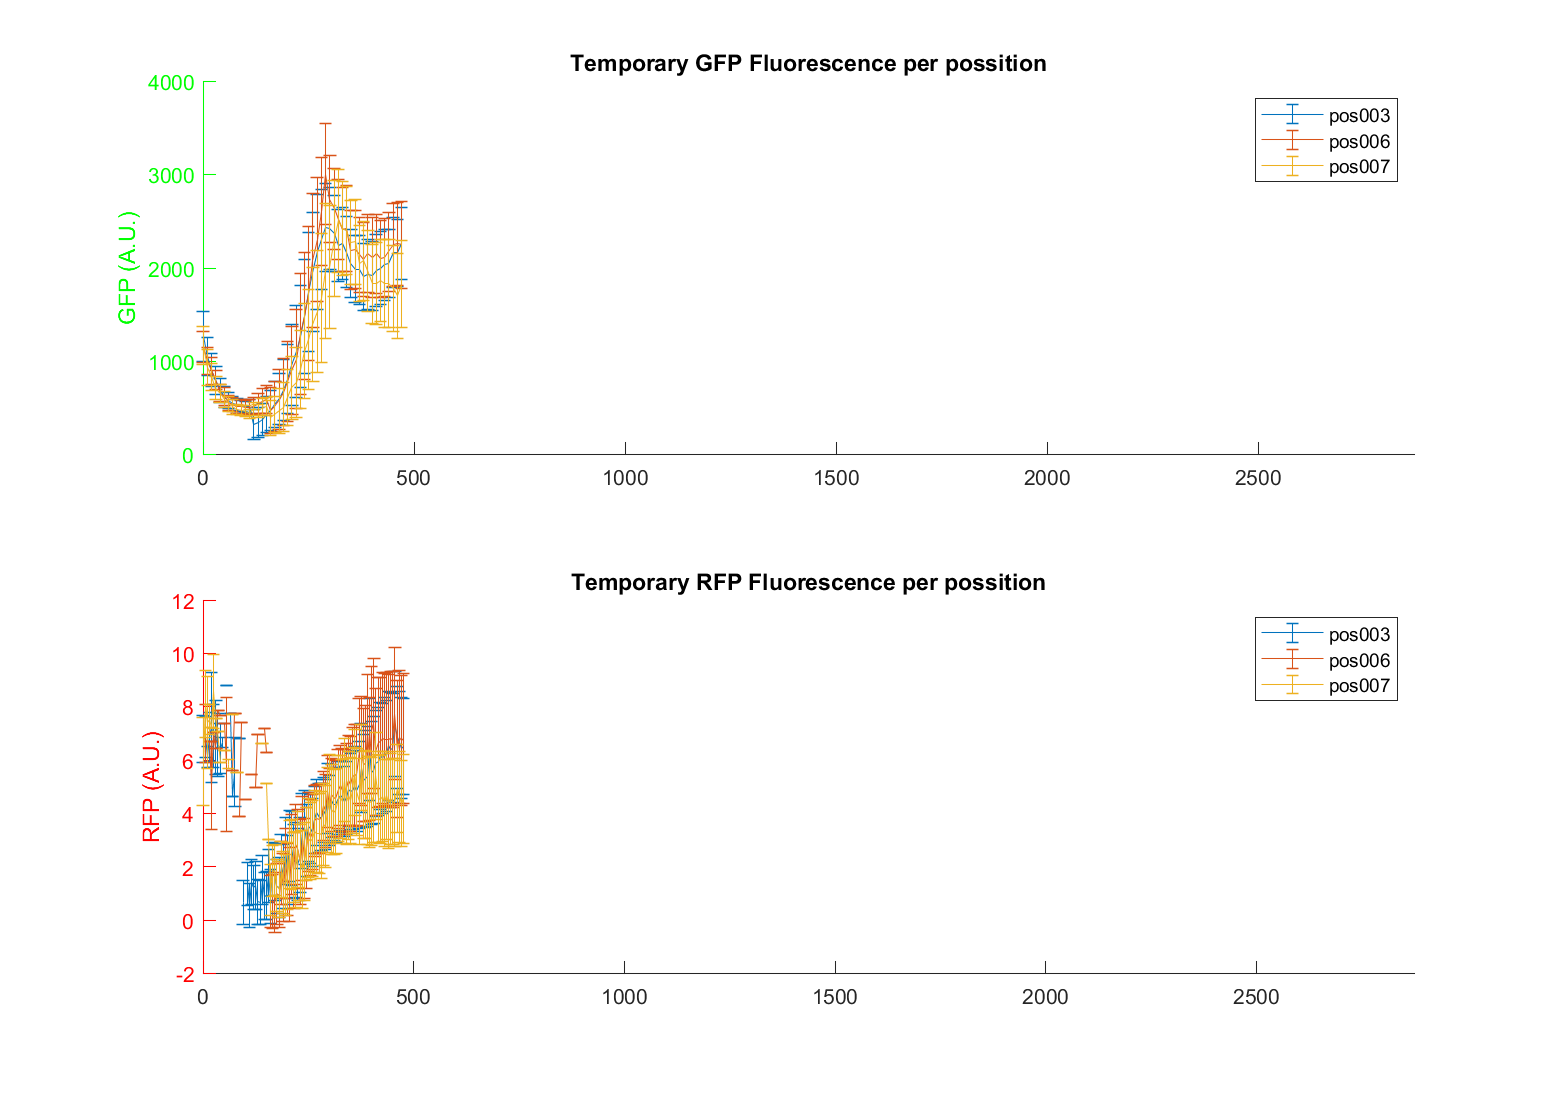 Temporary GFP Fluorescence per possition
4000
3000
2000
1000
0
GFP (A.U.)
0 500 1000 1500 2000 2500
pos003
pos006
pos007
Temporary RFP Fluorescence per possition
12
10
8
6
4
2
0
-2
RFP (A.U.)
0 500 1000 1500 2000 2500
pos003
pos006
pos007